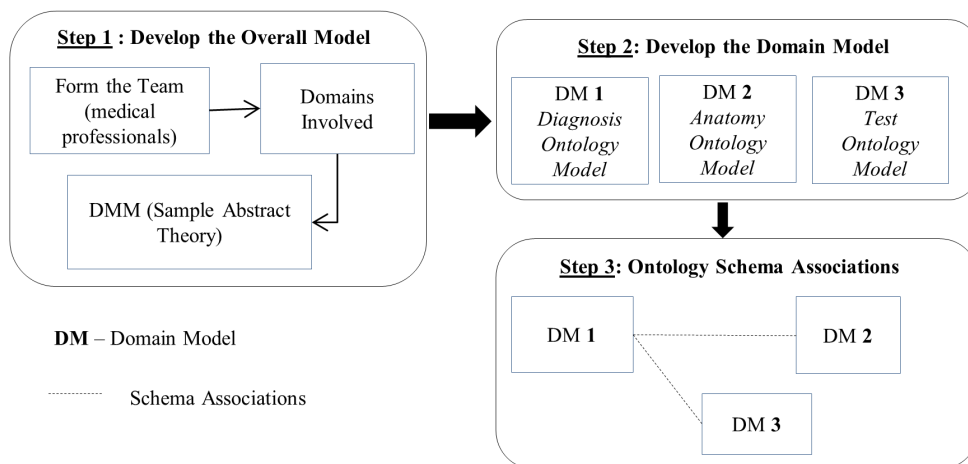 Step 1 : Develop the Overall Model
Form the Team
(medical
professionals)
Domains
Involved
DMM (Sample Abstract
Theory)
Step 2: Develop the Domain Model
DM 1
Diagnosis
Ontology
Model
DM 2
Anatomy
Ontology
Model
DM 3
Test
Ontology
Model
Step 3: Ontology Schema Associations
DM 1
DM 2
DM 3
DM – Domain Model
Schema Associations